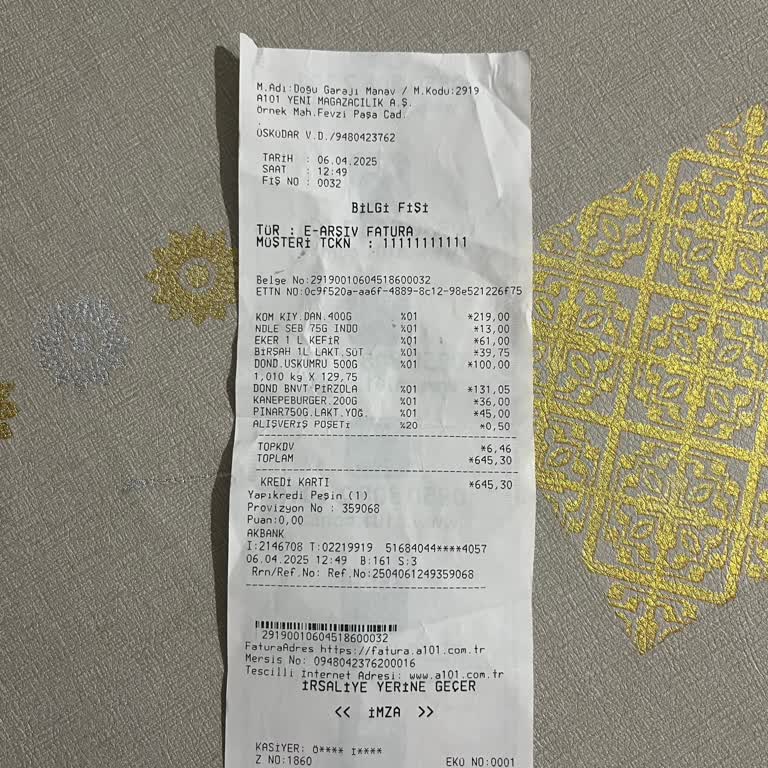 M.Adı:Doğu Garajı Manav / M.Kodu:2919
A101 YENİ MAGAZACILIK A.Ş.
Örnek Mah.Fevzi Paşa Cad.
.
ÜSKÜDAR V.D./9480423762
TARİH : 06.04.2025
SAAT : 12:49
FİŞ NO : 0032
BİLGİ FİŞİ
TÜR : E-ARŞİV FATURA
MÜŞTERİ TCKN : 11111111111
Belge No:29190010604518600032
ETTN NO:0c9f520a-aa6f-4889-8c12-98e521226f75
KOM KIY.DAN.400G %01 *219,00
NDLE SEB 75G INDO %01 *13,00
EKER 1 L KEFİR %01 *61,00
BİRŞAH 1L LAKT.SÜT %01 *39,75
DOND.USKUMRU 500G %01 *100,00
1,010 kg X 129,75
DOND BNVT PİRZOLA %01 *131,05
KANEPEBURGER.200G %01 *36,00
PINAR750G.LAKT.YOĞ. %01 *45,00
ALIŞVERİŞ POŞETİ %20 *0,50
TOPKDV *6,46
TOPLAM *645,30
KREDİ KARTI *645,30
Yapıkredi Peşin (1)
Provizyon No : 359068
Puan:0,00
AKBANK
I:2146708 T:02219919 51684044****4057
06.04.2025 12:49 B:161 S:3
Rrn/Ref.No: Ref.No:2504061249359068
29190010604518600032
FaturaAdres https://fatura.a101.com.tr
Mersis No: 0948042376200016
Tescilli Internet Adresi: www.a101.com.tr
İRSALİYE YERİNE GEÇER
<< İMZA >>
KASİYER: Ö**** I****
Z NO:1860 EKÜ NO:0001